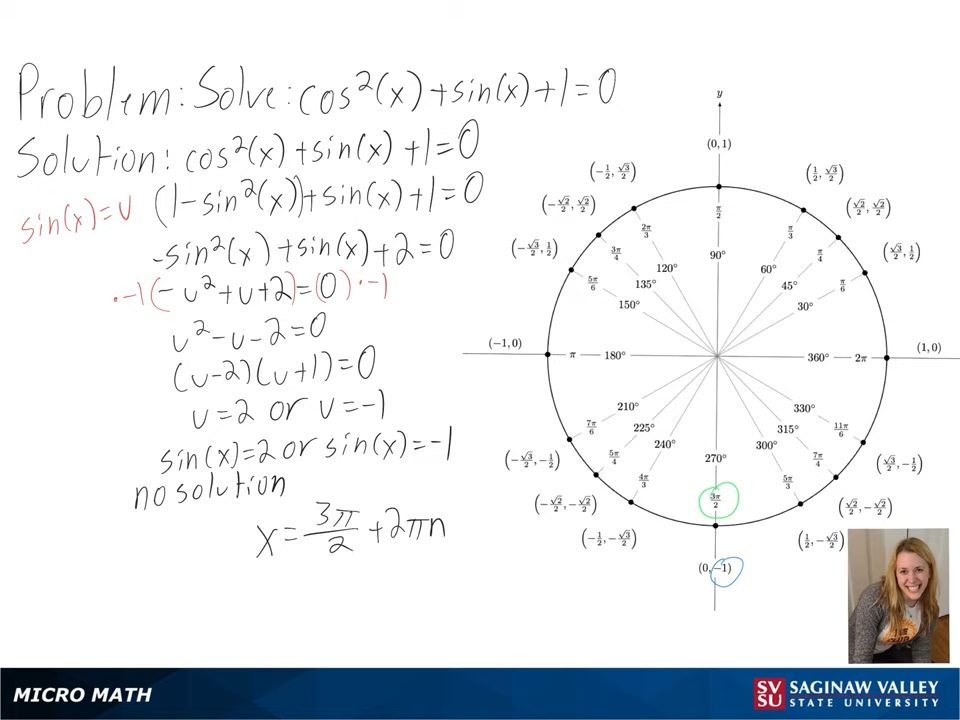 Problem: Solve: cos²(x)+sin(x)+1=0
Solution: cos²(x)+sin(x)+1=0
sin(x)=u (1-sin²(x))+sin(x)+1=0
-sin²(x)+sin(x)+2=0
·-1(-u²+u+2)=(0)·-1
u²-u-2=0
(u-2)(u+1)=0
u=2 or u=-1
sin(x)=2 or sin(x)=-1
no solution
x=3π/2+2πn
y
(0, 1)
(-1/2, √3/2) (1/2, √3/2)
(-√2/2, √2/2) (√2/2, √2/2)
(-√3/2, 1/2) (√3/2, 1/2)
2π/3 π/2 π/3
3π/4 π/4
5π/6 π/6
120° 90° 60°
135° 45°
150° 30°
(-1, 0) (1, 0)
π 180° 360° 2π
210° 330°
225° 315°
240° 270° 300°
7π/6 11π/6
5π/4 7π/4
4π/3 3π/2 5π/3
(-√3/2, -1/2) (√3/2, -1/2)
(-√2/2, -√2/2) (√2/2, -√2/2)
(-1/2, -√3/2) (1/2, -√3/2)
(0, -1)
MICRO MATH
SVSU SAGINAW VALLEY
STATE UNIVERSITY